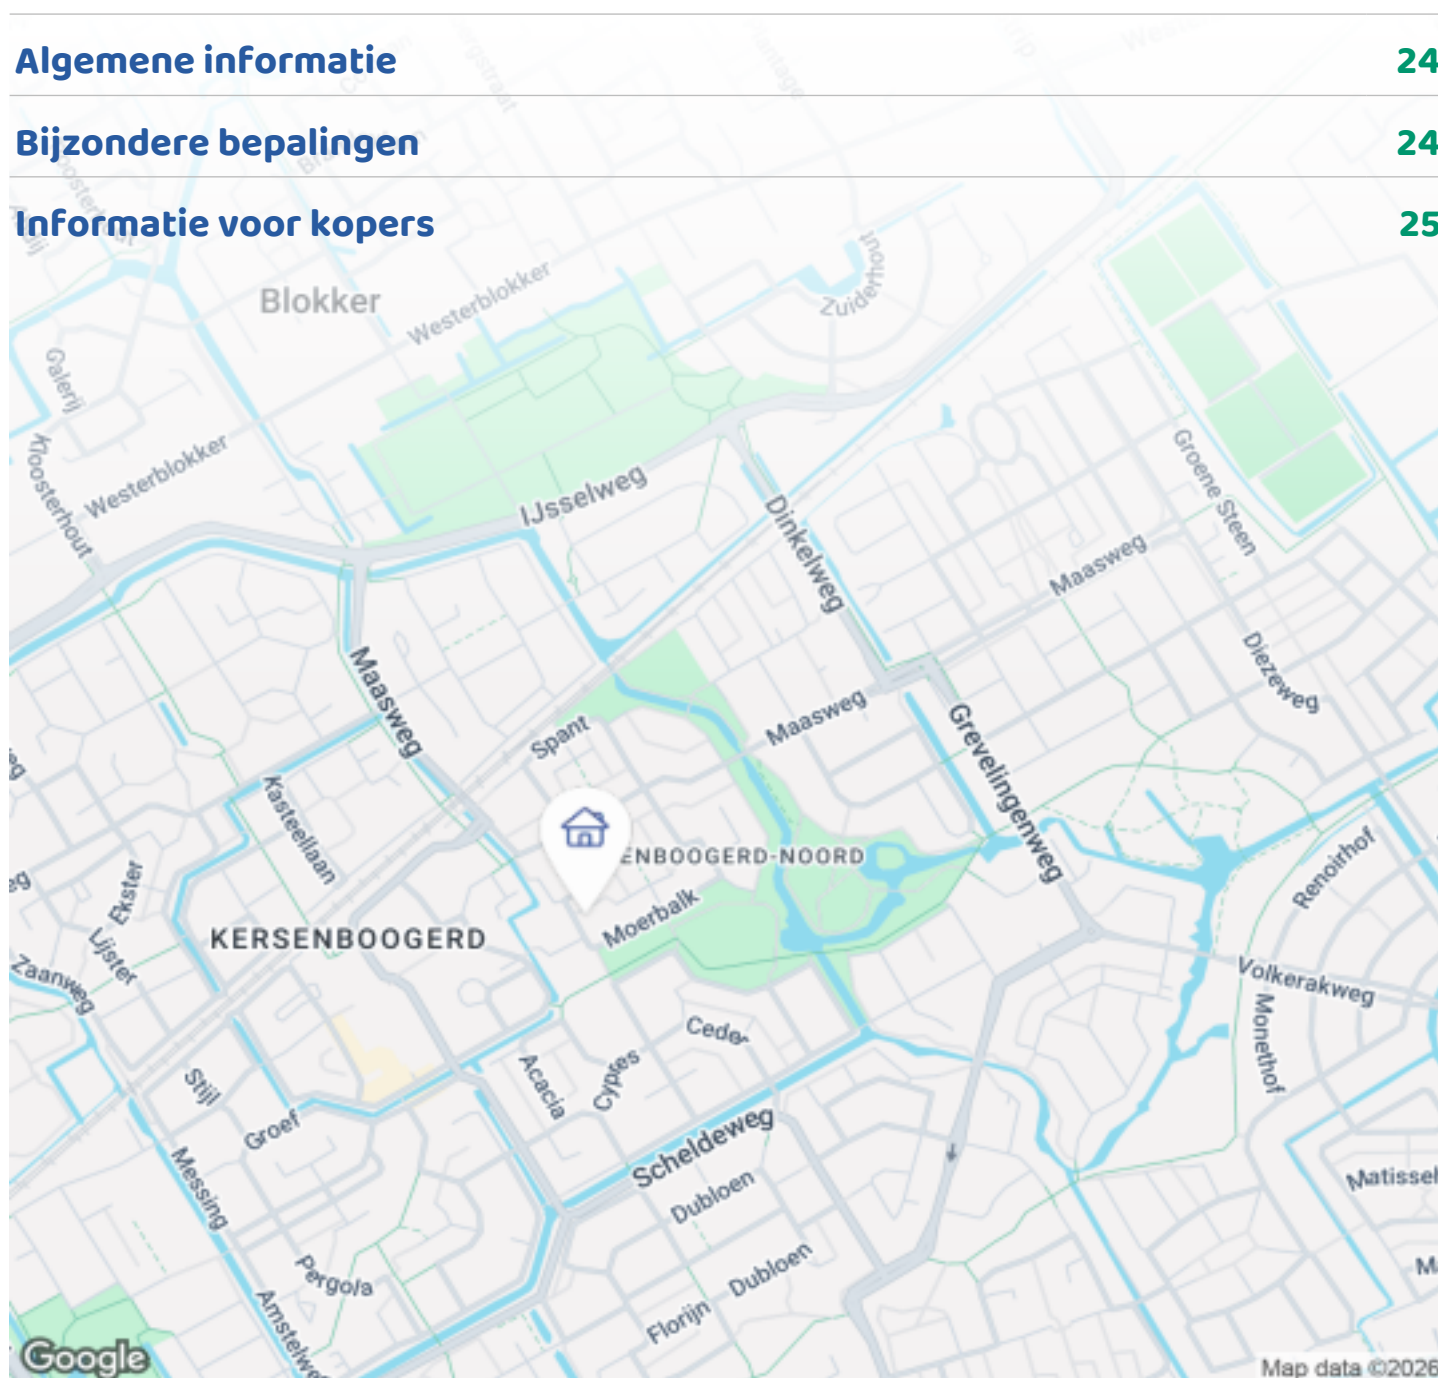 Algemene informatie 24
Bijzondere bepalingen 24
Informatie voor kopers 25
Blokker
Westerblokker
Zuiderhout
Galerij
Kloosterhout
Westerblokker
IJsselweg
Dinkelweg
Groene Steen
Maasweg
Diezeweg
Maasweg
Spant
Maasweg
Grevelingenweg
Kasteellaan
ENBOOGERD-NOORD
Renoirhof
Ekster
Moerbalk
KERSENBOOGERD
Lijster
Zaanweg
Volkerakweg
Monethof
Ceder
Cypres
Acacia
Stijl
Groef
Scheldeweg
Messing
Dubloen
Matissel
Dubloen
Pergola
Florijn
Amstelweg
Google
Map data ©2026